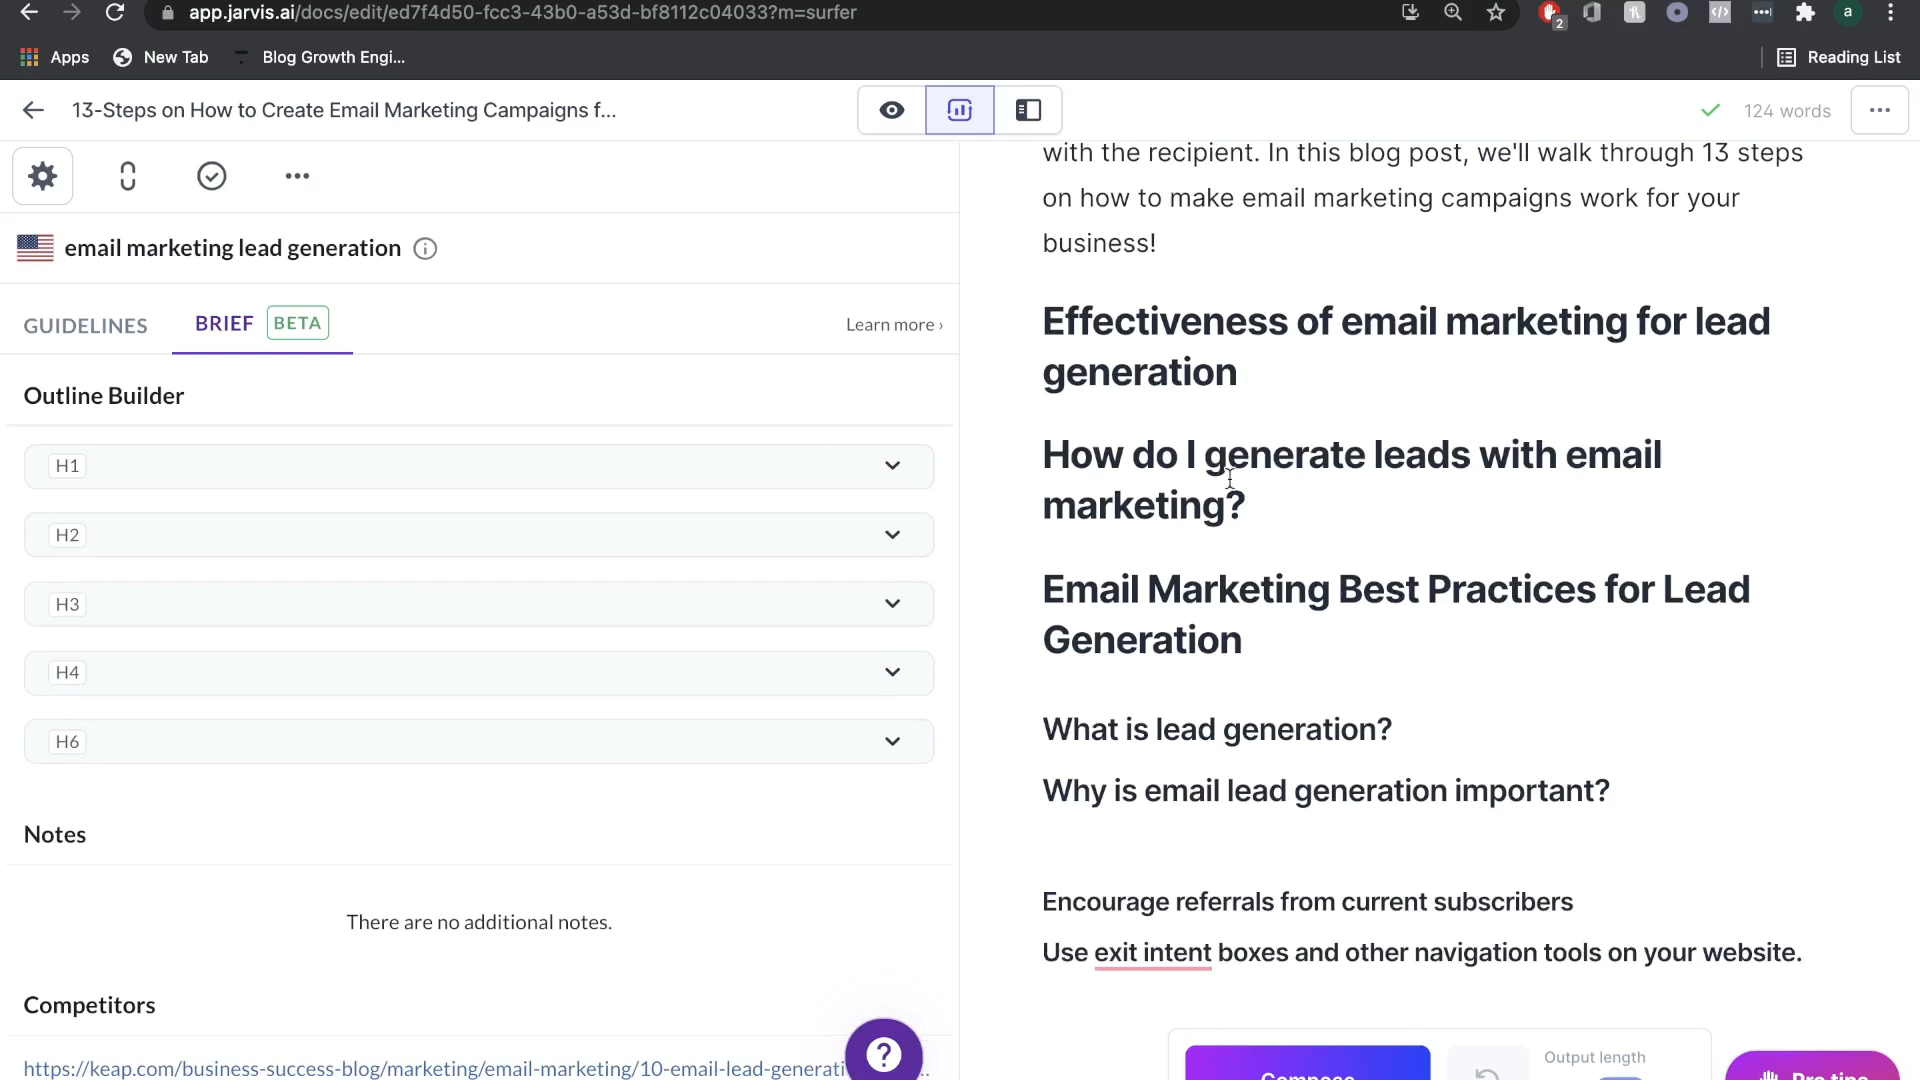 app.jarvis.ai/docs/edit/ed7f4d50-fcc3-43b0-a53d-bf8112c04033?m=surfer
2
a
Apps
New Tab
Blog Growth Engi...
Reading List
13-Steps on How to Create Email Marketing Campaigns f...
124 words
email marketing lead generation
GUIDELINES
BRIEF
BETA
Learn more ›
Outline Builder
H1
H2
H3
H4
H6
Notes
There are no additional notes.
Competitors
https://keap.com/business-success-blog/marketing/email-marketing/10-email-lead-generati
?
with the recipient. In this blog post, we'll walk through 13 steps
on how to make email marketing campaigns work for your
business!
Effectiveness of email marketing for lead
generation
How do I generate leads with email
marketing?
Email Marketing Best Practices for Lead
Generation
What is lead generation?
Why is email lead generation important?
Encourage referrals from current subscribers
Use exit intent boxes and other navigation tools on your website.
Compose
Output length
Pro tips